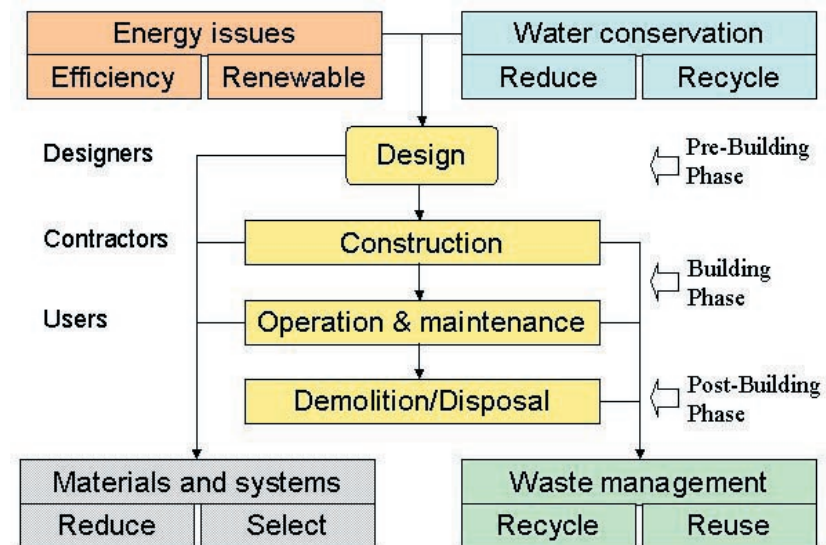 Energy issues
Water conservation
Efficiency
Renewable
Reduce
Recycle
Designers
Design
Pre-Building
Phase
Contractors
Construction
Building
Phase
Users
Operation & maintenance
Demolition/Disposal
Post-Building
Phase
Materials and systems
Waste management
Reduce
Select
Recycle
Reuse